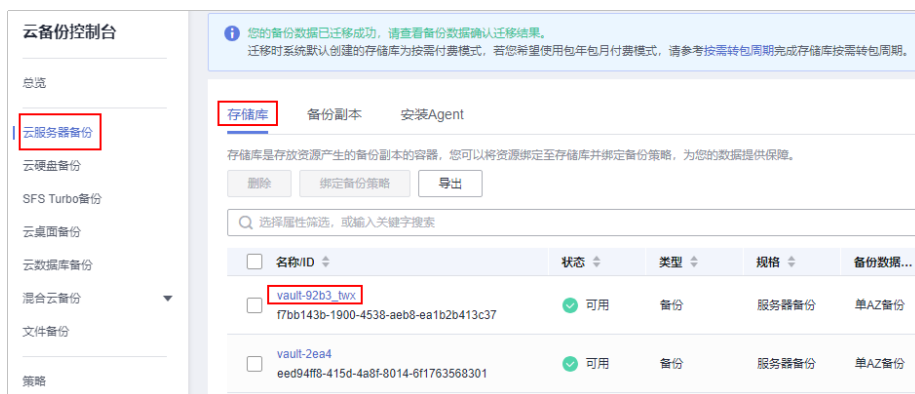 云备份控制台
总览
云服务器备份
云硬盘备份
SFS Turbo备份
云桌面备份
云数据库备份
混合云备份
文件备份
策略
您的备份数据已迁移成功，请查看备份数据确认迁移结果。
迁移时系统默认创建的存储库为按需付费模式，若您希望使用包年包月付费模式，请参考按需转包周期完成存储库按需转包周期。
存储库 备份副本 安装Agent
存储库是存放资源产生的备份副本的容器，您可以将资源绑定至存储库并绑定备份策略，为您的数据提供保障。
删除 绑定备份策略 导出
选择属性筛选，或输入关键字搜索
名称/ID 状态 类型 规格 备份数据...
vault-92b3_twx
f7bb143b-1900-4538-aeb8-ea1b2b413c37
可用 备份 服务器备份 单AZ备份
vault-2ea4
eed94ff8-415d-4a8f-8014-6f1763568301
可用 备份 服务器备份 单AZ备份